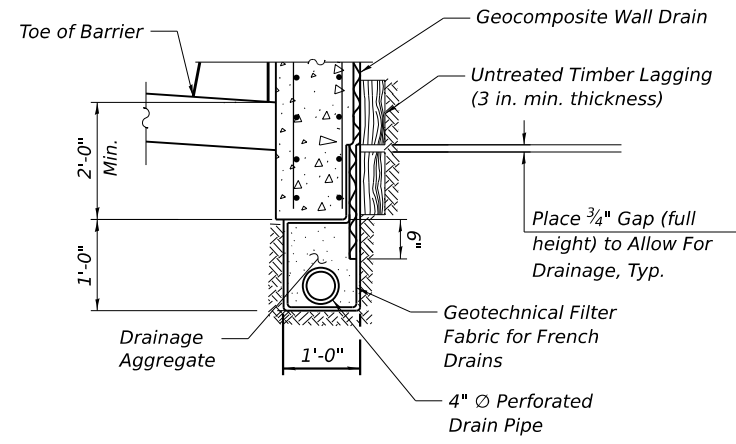 Geocomposite Wall Drain
Toe of Barrier
Untreated Timber Lagging
(3 in. min. thickness)
2'-0"
Min.
Place ¾" Gap (full
height) to Allow For
Drainage, Typ.
6"
1'-0"
Geotechnical Filter
Fabric for French
Drains
Drainage
Aggregate
1'-0"
4" ∅ Perforated
Drain Pipe